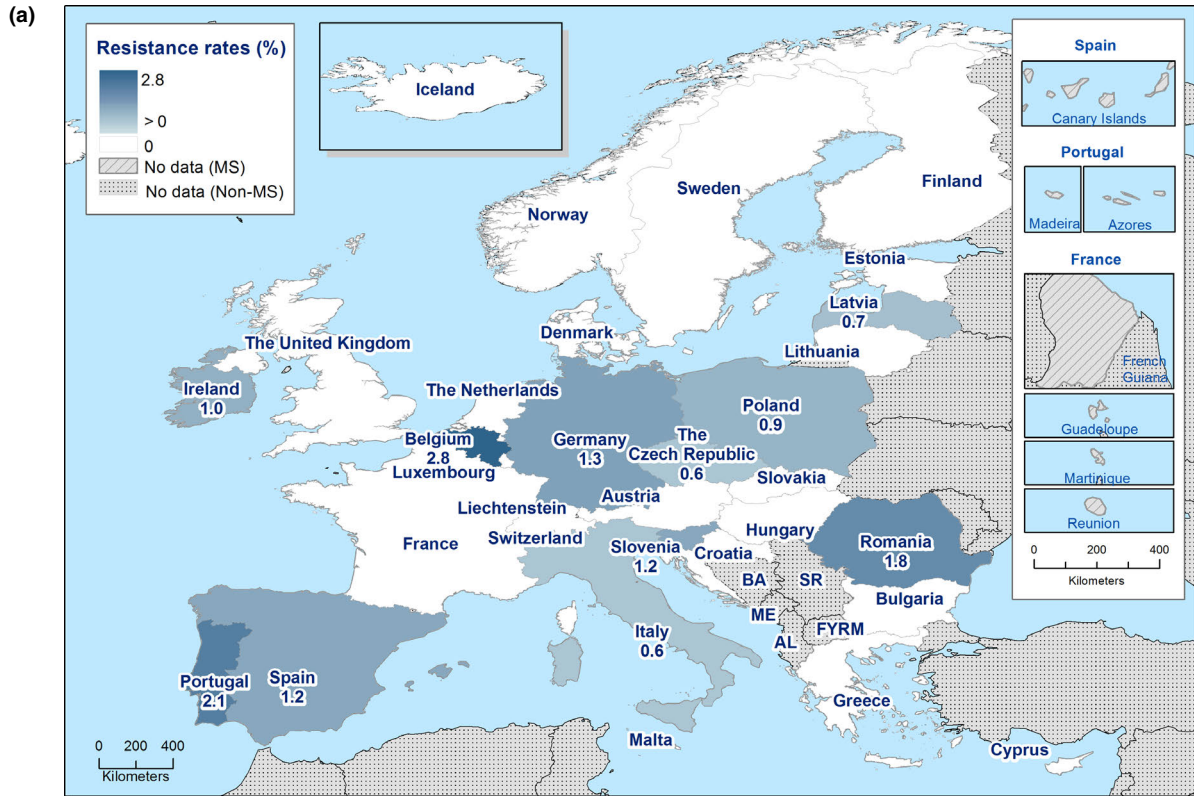 (a)
Resistance rates (%)
2.8
> 0
0
No data (MS)
No data (Non-MS)
Iceland
Norway
Sweden
Finland
Estonia
Latvia
0.7
Lithuania
Denmark
The United Kingdom
Ireland
1.0
The Netherlands
Belgium
2.8
Luxembourg
Germany
1.3
Poland
0.9
The
Czech Republic
0.6
Slovakia
Austria
Liechtenstein
Switzerland
France
Hungary
Slovenia
1.2
Croatia
Romania
1.8
BA
SR
Bulgaria
ME
FYRM
AL
Italy
0.6
Greece
Portugal
2.1
Spain
1.2
Malta
Cyprus
0 200 400
Kilometers
Spain
Canary Islands
Portugal
Madeira
Azores
France
French
Guiana
Guadeloupe
Martinique
Reunion
0 200 400
Kilometers